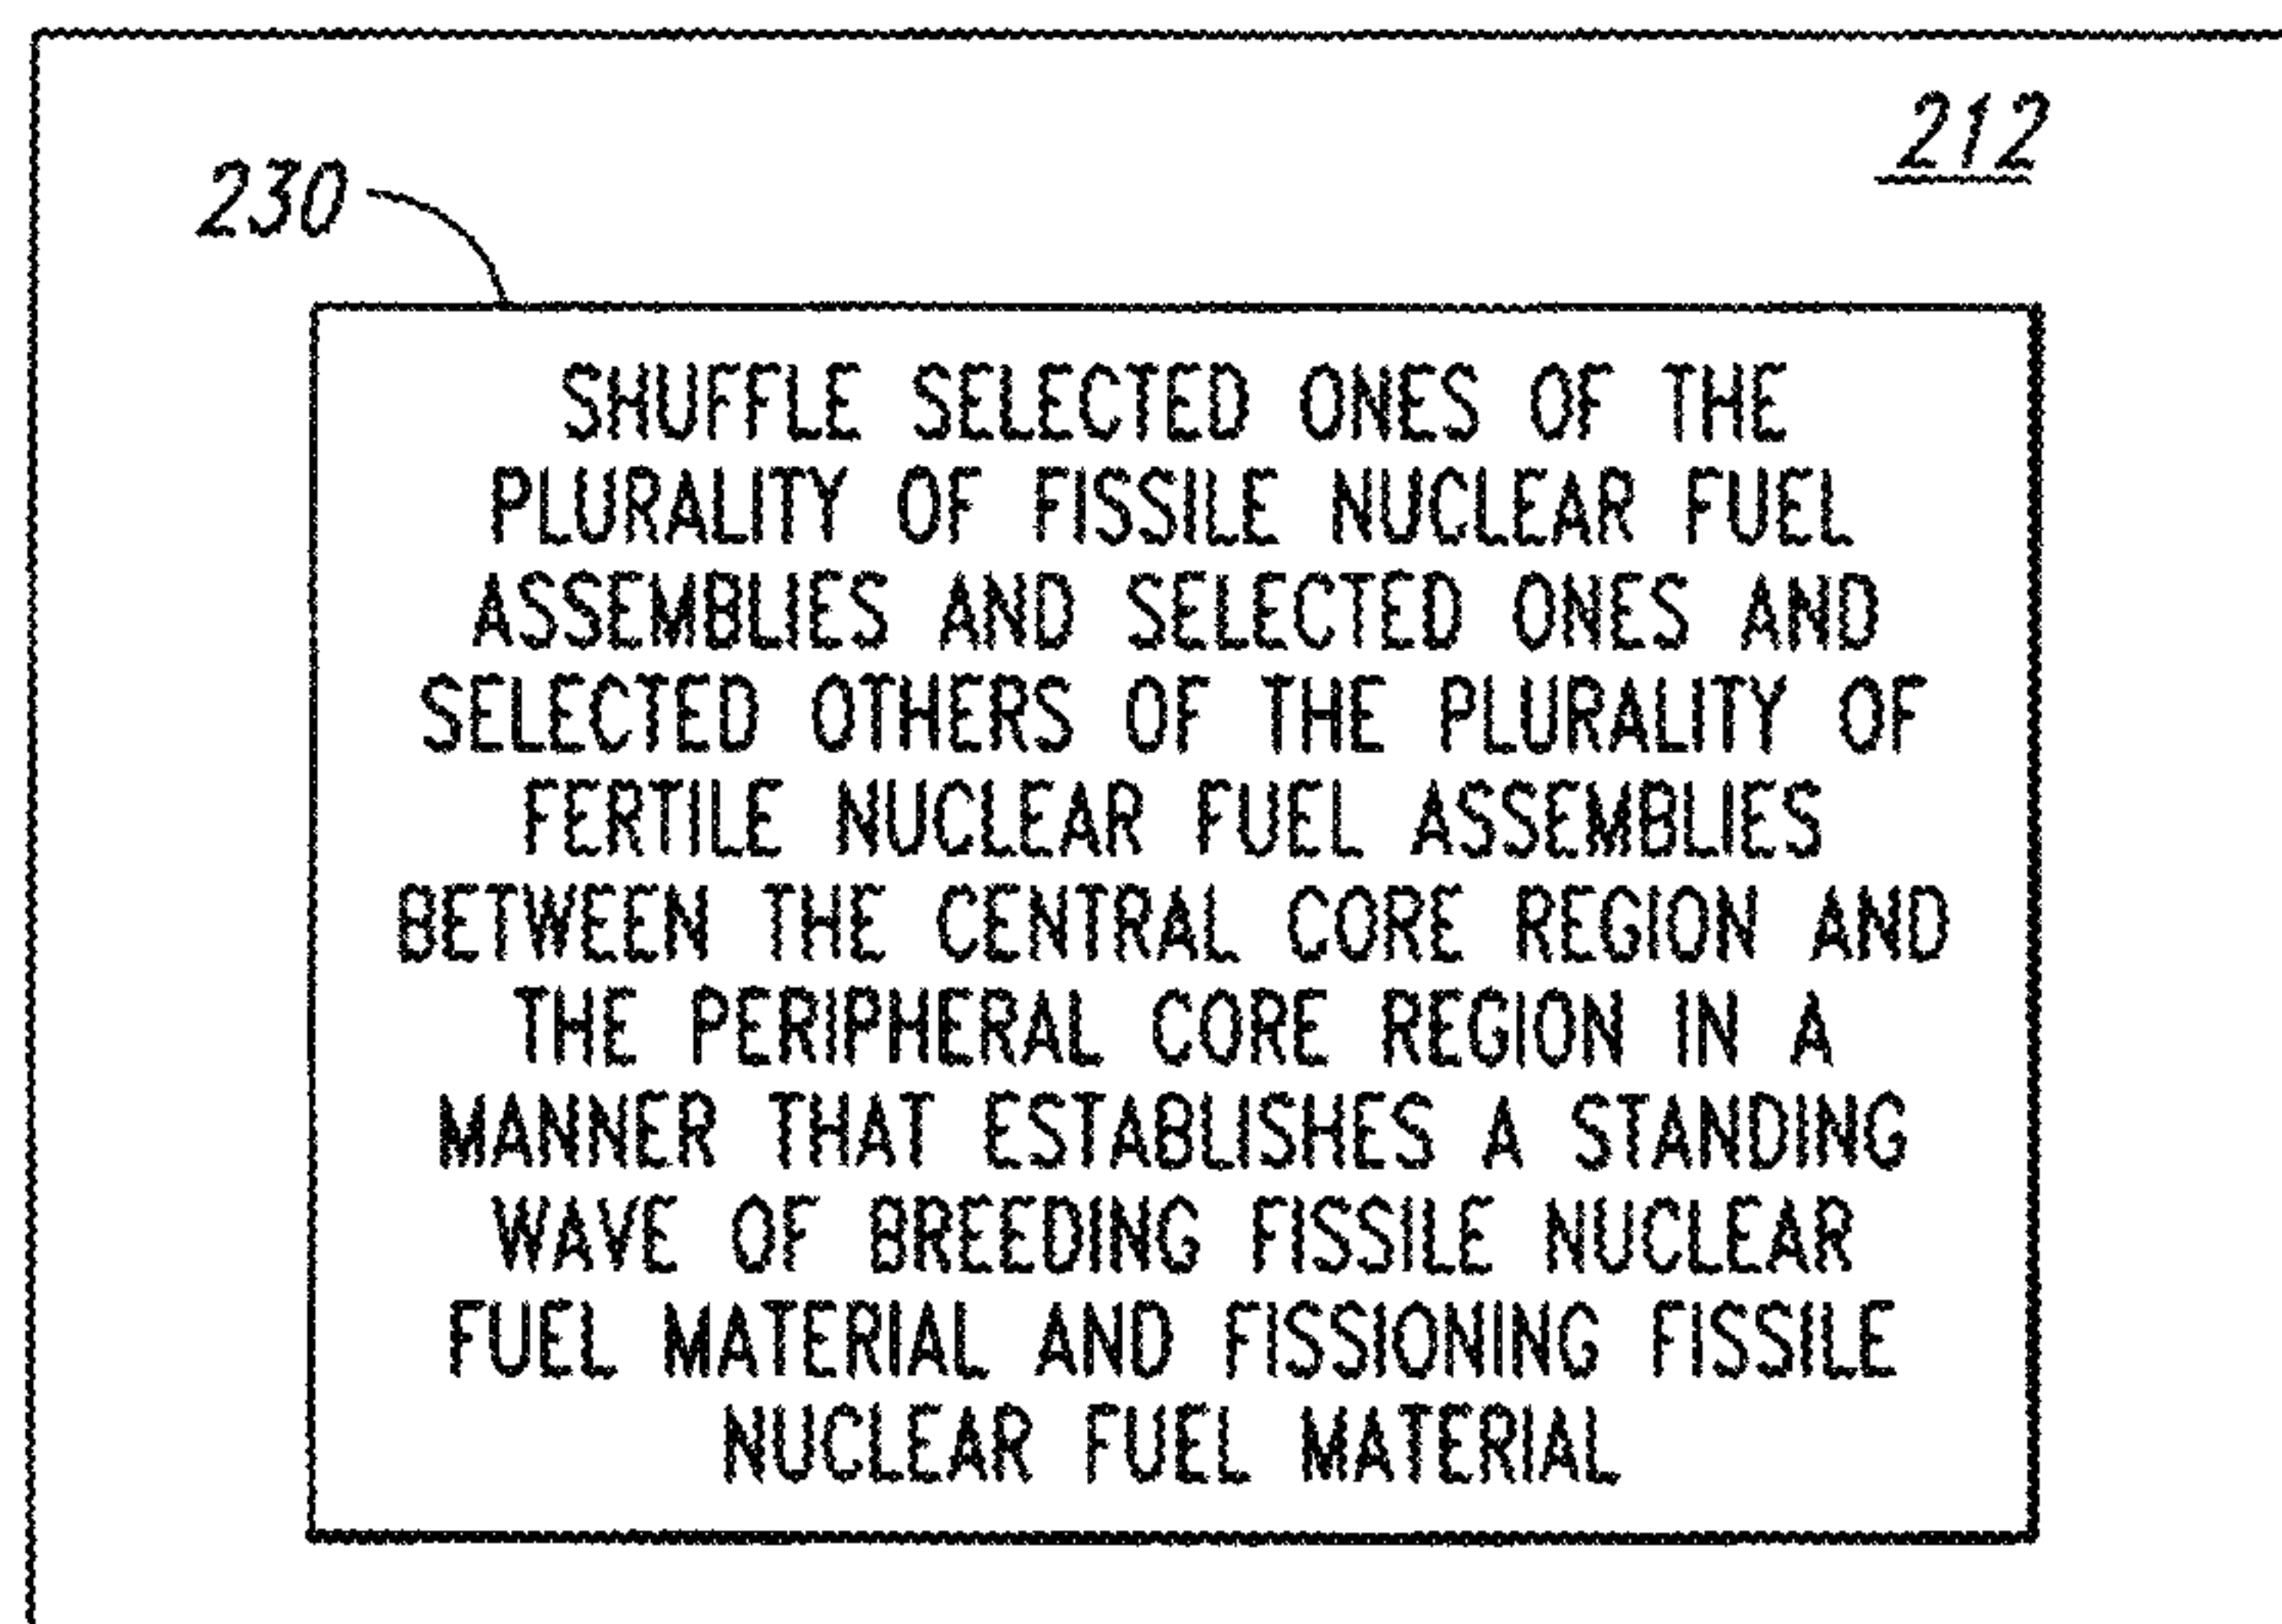 212
230
SHUFFLE SELECTED ONES OF THE
PLURALITY OF FISSILE NUCLEAR FUEL
ASSEMBLIES AND SELECTED ONES AND
SELECTED OTHERS OF THE PLURALITY OF
FERTILE NUCLEAR FUEL ASSEMBLIES
BETWEEN THE CENTRAL CORE REGION AND
THE PERIPHERAL CORE REGION IN A
MANNER THAT ESTABLISHES A STANDING
WAVE OF BREEDING FISSILE NUCLEAR
FUEL MATERIAL AND FISSIONING FISSILE
NUCLEAR FUEL MATERIAL